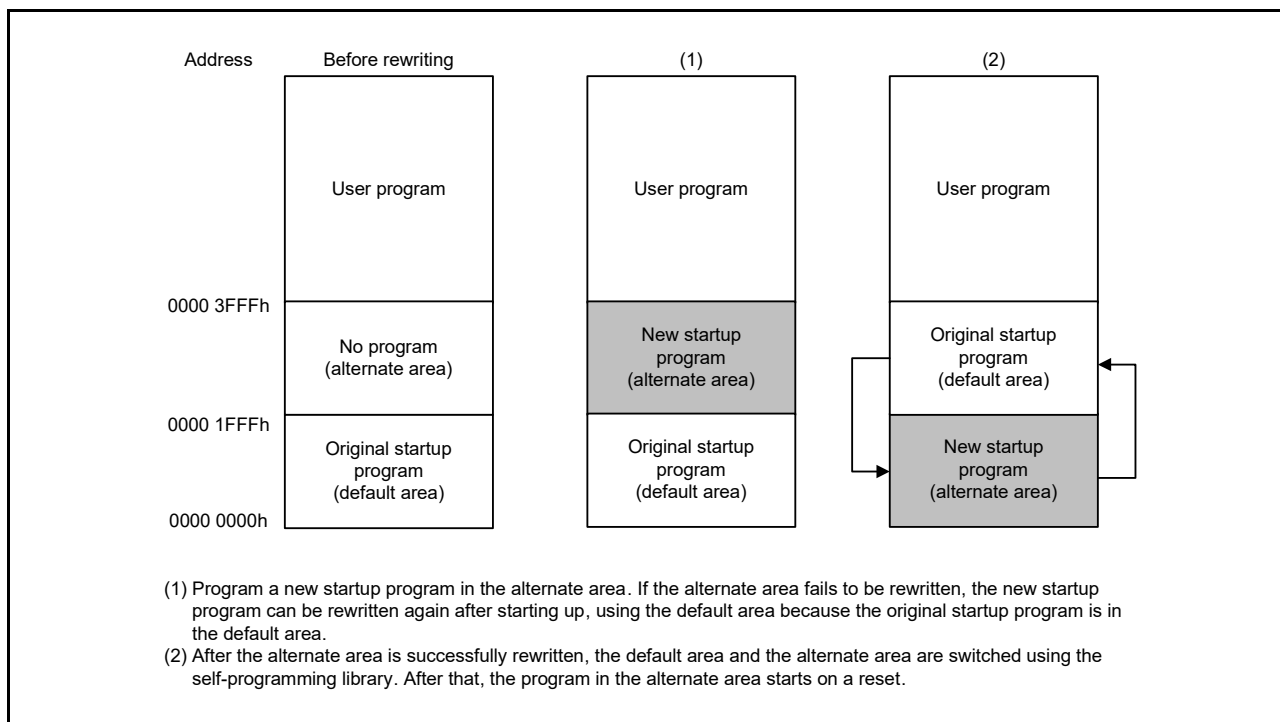 Address
Before rewriting
(1)
(2)
User program
User program
User program
0000 3FFFh
No program
(alternate area)
New startup
program
(alternate area)
Original startup
program
(default area)
0000 1FFFh
Original startup
program
(default area)
Original startup
program
(default area)
New startup
program
(alternate area)
0000 0000h
(1) Program a new startup program in the alternate area. If the alternate area fails to be rewritten, the new startup
program can be rewritten again after starting up, using the default area because the original startup program is in
the default area.
(2) After the alternate area is successfully rewritten, the default area and the alternate area are switched using the
self-programming library. After that, the program in the alternate area starts on a reset.